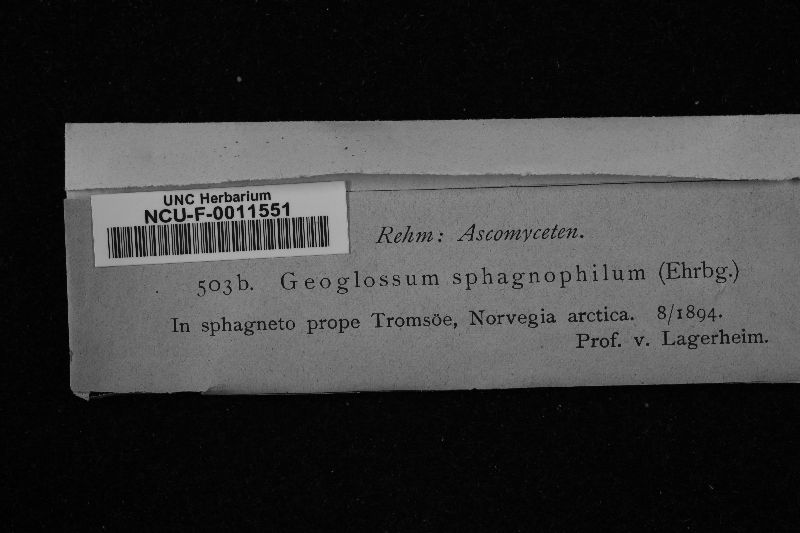 UNC Herbarium
NCU-F-0011551
Rehm: Ascomyceten.
503b. Geoglossum sphagnophilum (Ehrbg.)
In sphagneto prope Tromsöe, Norvegia arctica. 8/1894.
Prof. v. Lagerheim.